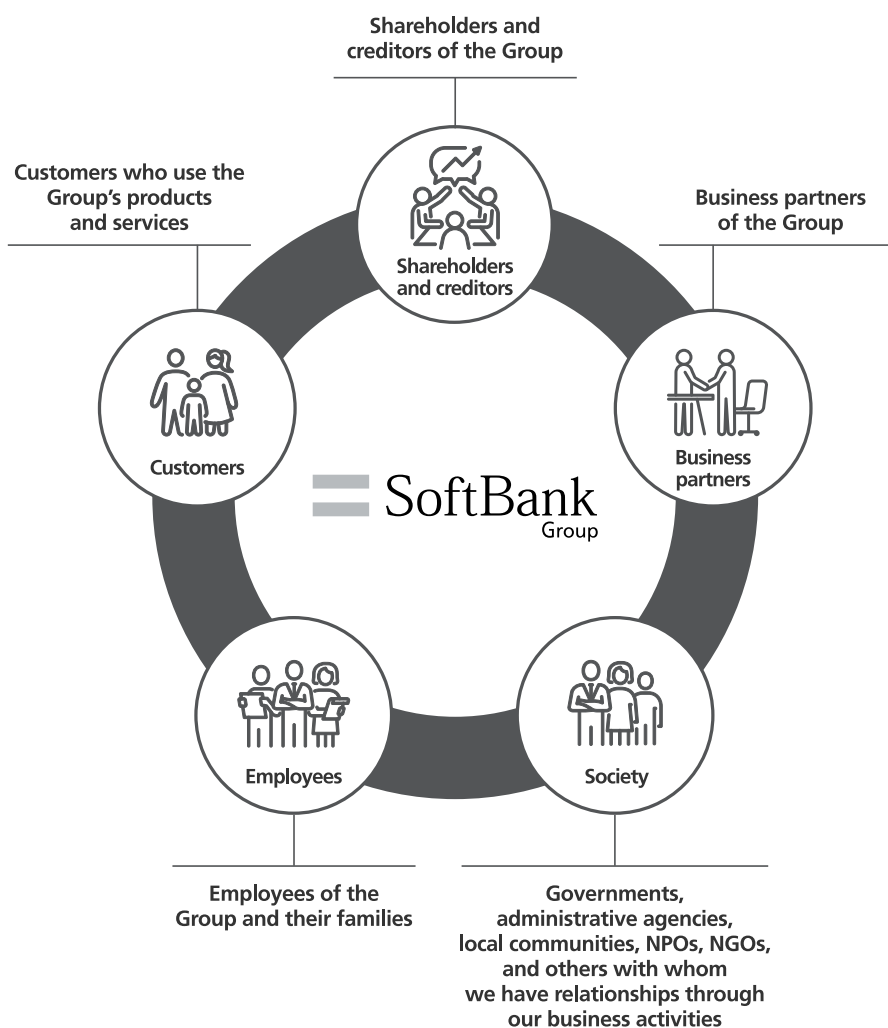 Shareholders and
creditors of the Group
Customers who use the
Group’s products
and services
Business partners
of the Group
Shareholders
and creditors
Customers
Business
partners
SoftBank
Group
Employees
Society
Employees of the
Group and their families
Governments,
administrative agencies,
local communities, NPOs, NGOs,
and others with whom
we have relationships through
our business activities